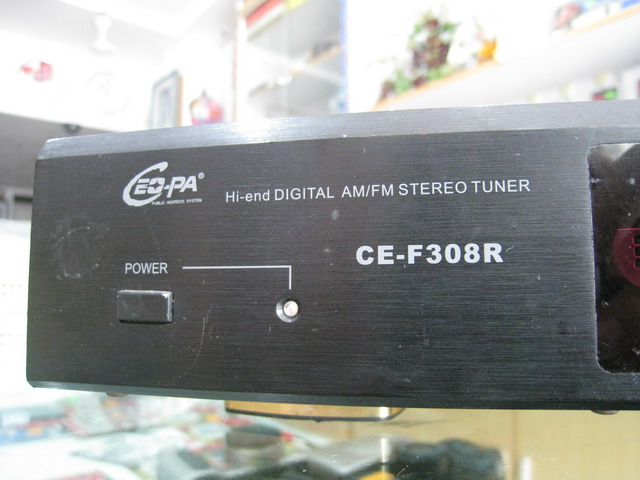 CEO-PA®
PUBLIC ADDRESS SYSTEM
Hi-end DIGITAL AM/FM STEREO TUNER
CE-F308R
POWER